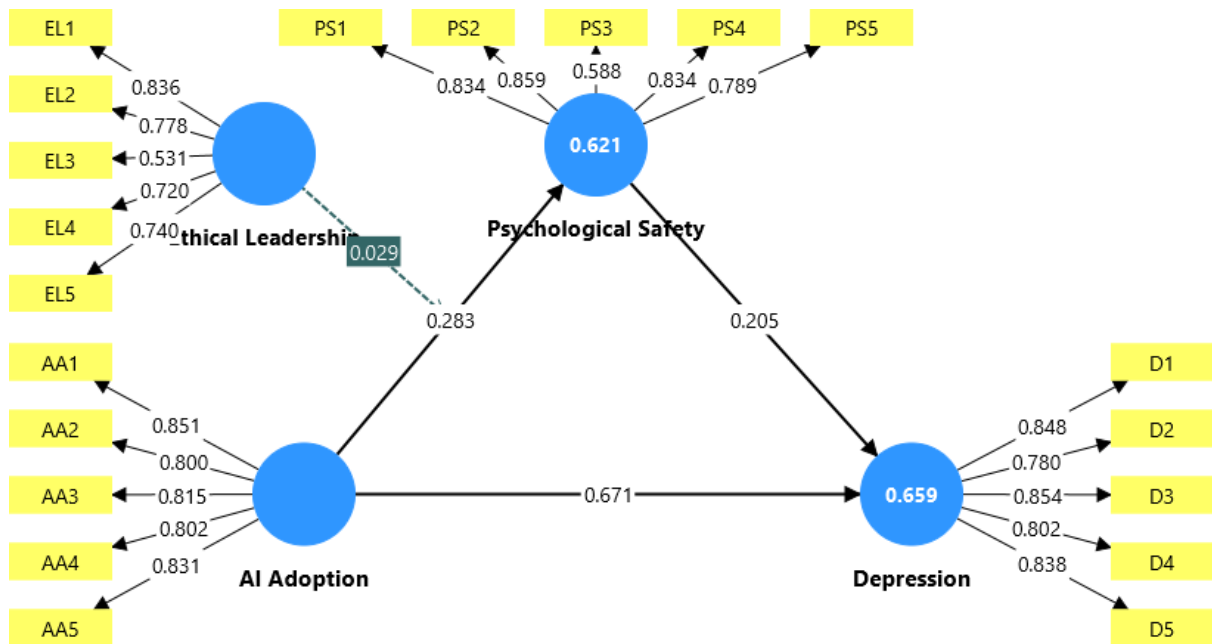 EL1
PS1
PS2
PS3
PS4
PS5
0.836
0.834
0.859
0.588
0.834
0.789
EL2
0.778
EL3
0.531
0.621
EL4
0.720
0.740
thical Leadership
Psychological Safety
0.029
EL5
0.283
0.205
AA1
D1
0.851
0.848
AA2
D2
0.800
0.780
AA3
0.815
0.671
0.659
0.854
D3
0.802
0.802
AA4
D4
0.831
0.838
AI Adoption
Depression
AA5
D5